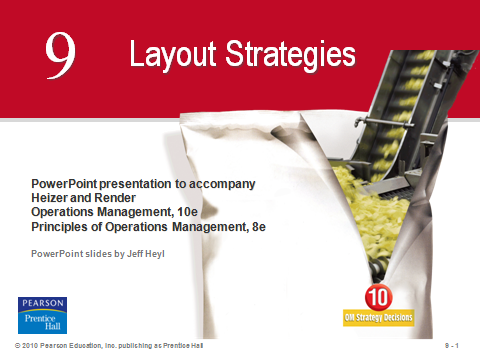 9
Layout Strategies
PowerPoint presentation to accompany
Heizer and Render
Operations Management, 10e
Principles of Operations Management, 8e
PowerPoint slides by Jeff Heyl
10
OM Strategy Decisions
PEARSON
Prentice
Hall
© 2010 Pearson Education, Inc. publishing as Prentice Hall
9 - 1